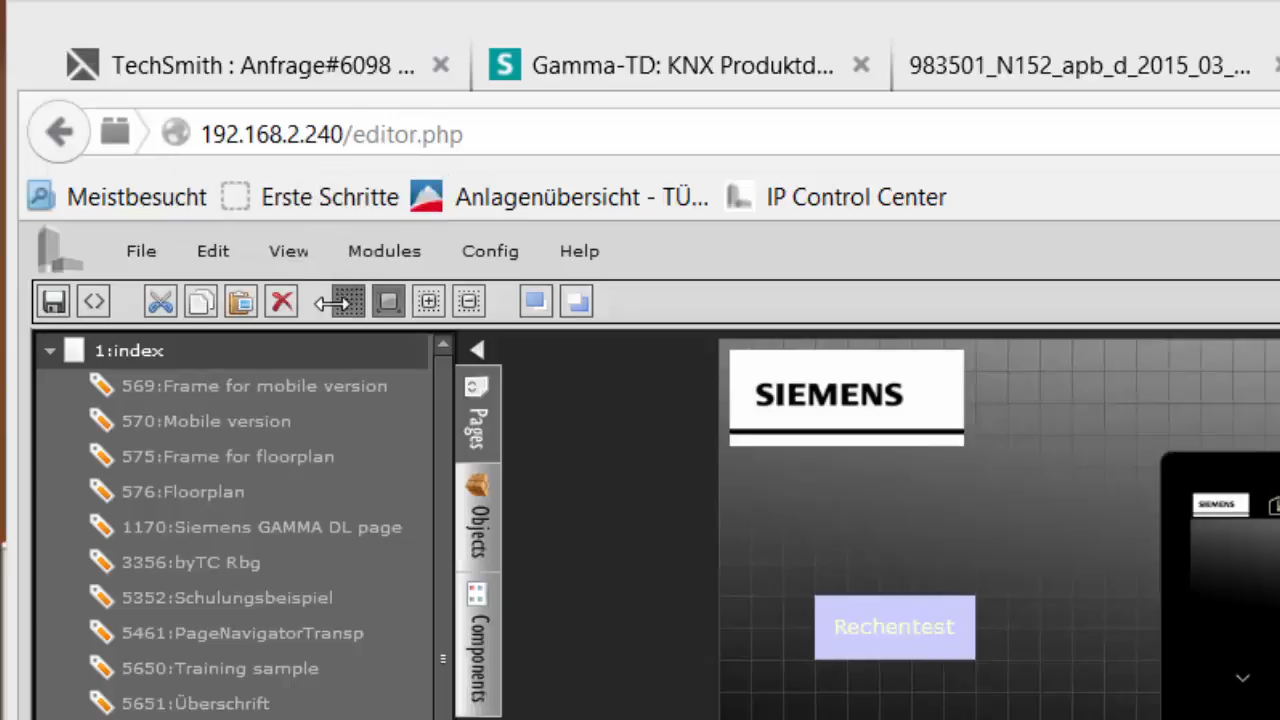 TechSmith : Anfrage#6098 ...
Gamma-TD: KNX Produktd...
983501_N152_apb_d_2015_03_...
192.168.2.240/editor.php
Meistbesucht
Erste Schritte
Anlagenübersicht - TÜ...
IP Control Center
File
Edit
View
Modules
Config
Help
1:index
569:Frame for mobile version
570:Mobile version
575:Frame for floorplan
576:Floorplan
1170:Siemens GAMMA DL page
3356:byTC Rbg
5352:Schulungsbeispiel
5461:PageNavigatorTransp
5650:Training sample
5651:Überschrift
Pages
Objects
Components
SIEMENS
Rechentest
SIEMENS